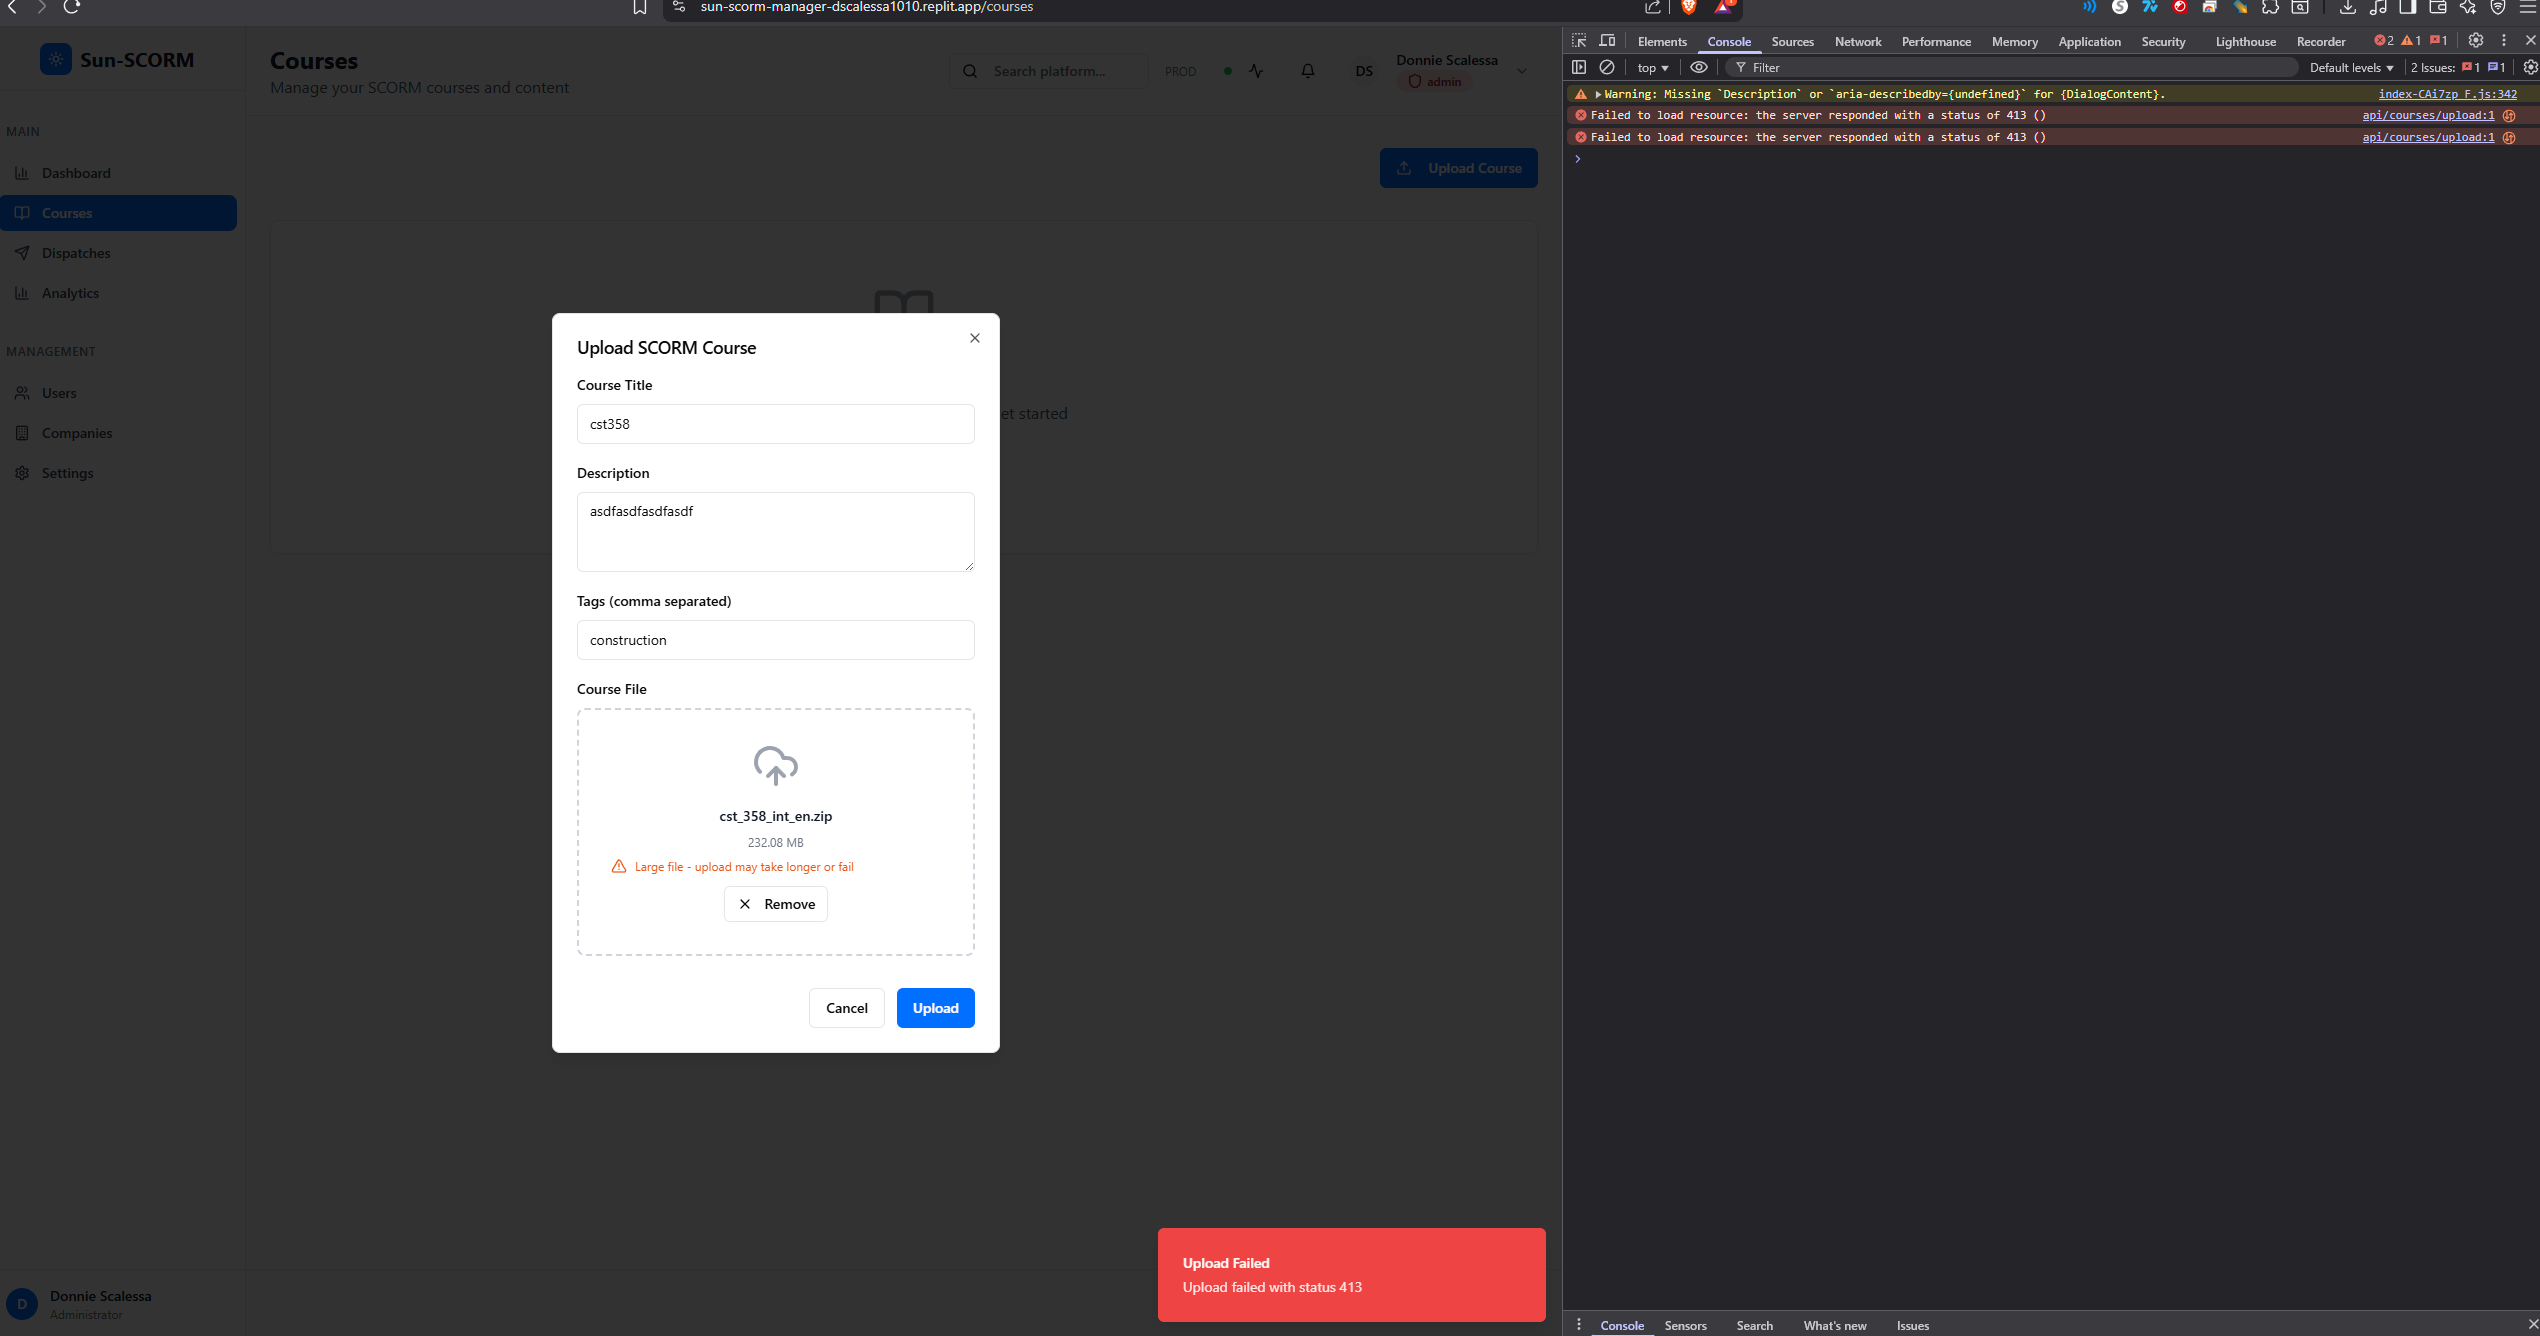 sun-scorm-manager-dscalessa1010.replit.app/courses
Sun-SCORM
MAIN
Dashboard
Courses
Dispatches
Analytics
MANAGEMENT
Users
Companies
Settings
D
Donnie Scalessa
Administrator
Courses
Manage your SCORM courses and content
Search platform...
PROD
DS
Donnie Scalessa
admin
Upload Course
et started
Upload SCORM Course
Course Title
cst358
Description
asdfasdfasdfasdf
Tags (comma separated)
construction
Course File
cst_358_int_en.zip
232.08 MB
Large file - upload may take longer or fail
Remove
Cancel
Upload
Upload Failed
Upload failed with status 413
Elements Console Sources Network Performance Memory Application Security Lighthouse Recorder 2 1 1
top Filter Default levels 2 Issues: 1 1
Warning: Missing `Description` or `aria-describedby={undefined}` for {DialogContent}. index-CAi7zp_F.js:342
Failed to load resource: the server responded with a status of 413 () api/courses/upload:1
Failed to load resource: the server responded with a status of 413 () api/courses/upload:1
Console Sensors Search What's new Issues